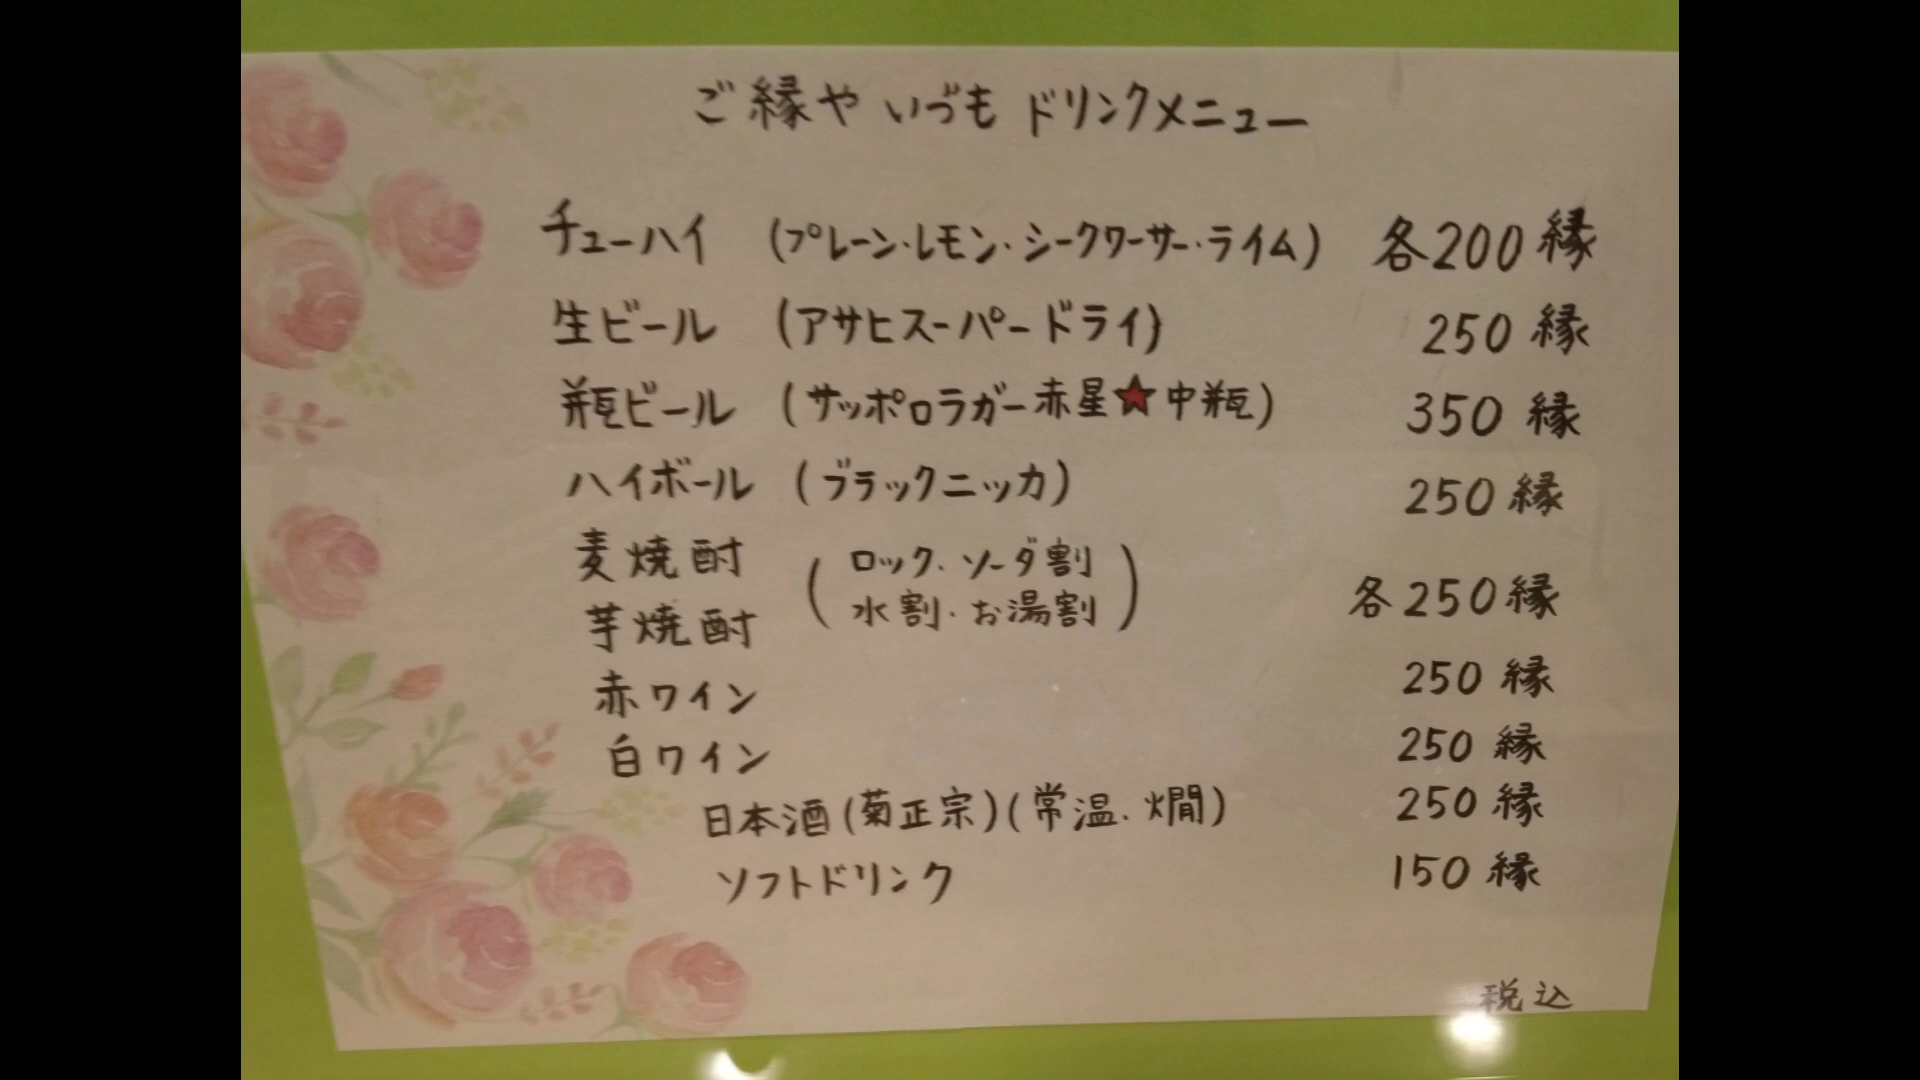 ご縁や いづも ドリンクメニュー
チューハイ (プレーン・レモン・シークワーサー・ライム) 各200縁
生ビール (アサヒスーパードライ) 250縁
瓶ビール (サッポロラガー赤星★中瓶) 350縁
ハイボール (ブラックニッカ) 250縁
麦焼酎
芋焼酎
(ロック・ソーダ割
水割・お湯割)
各250縁
赤ワイン 250縁
白ワイン 250縁
日本酒(菊正宗)(常温・燗) 250縁
ソフトドリンク 150縁
税込